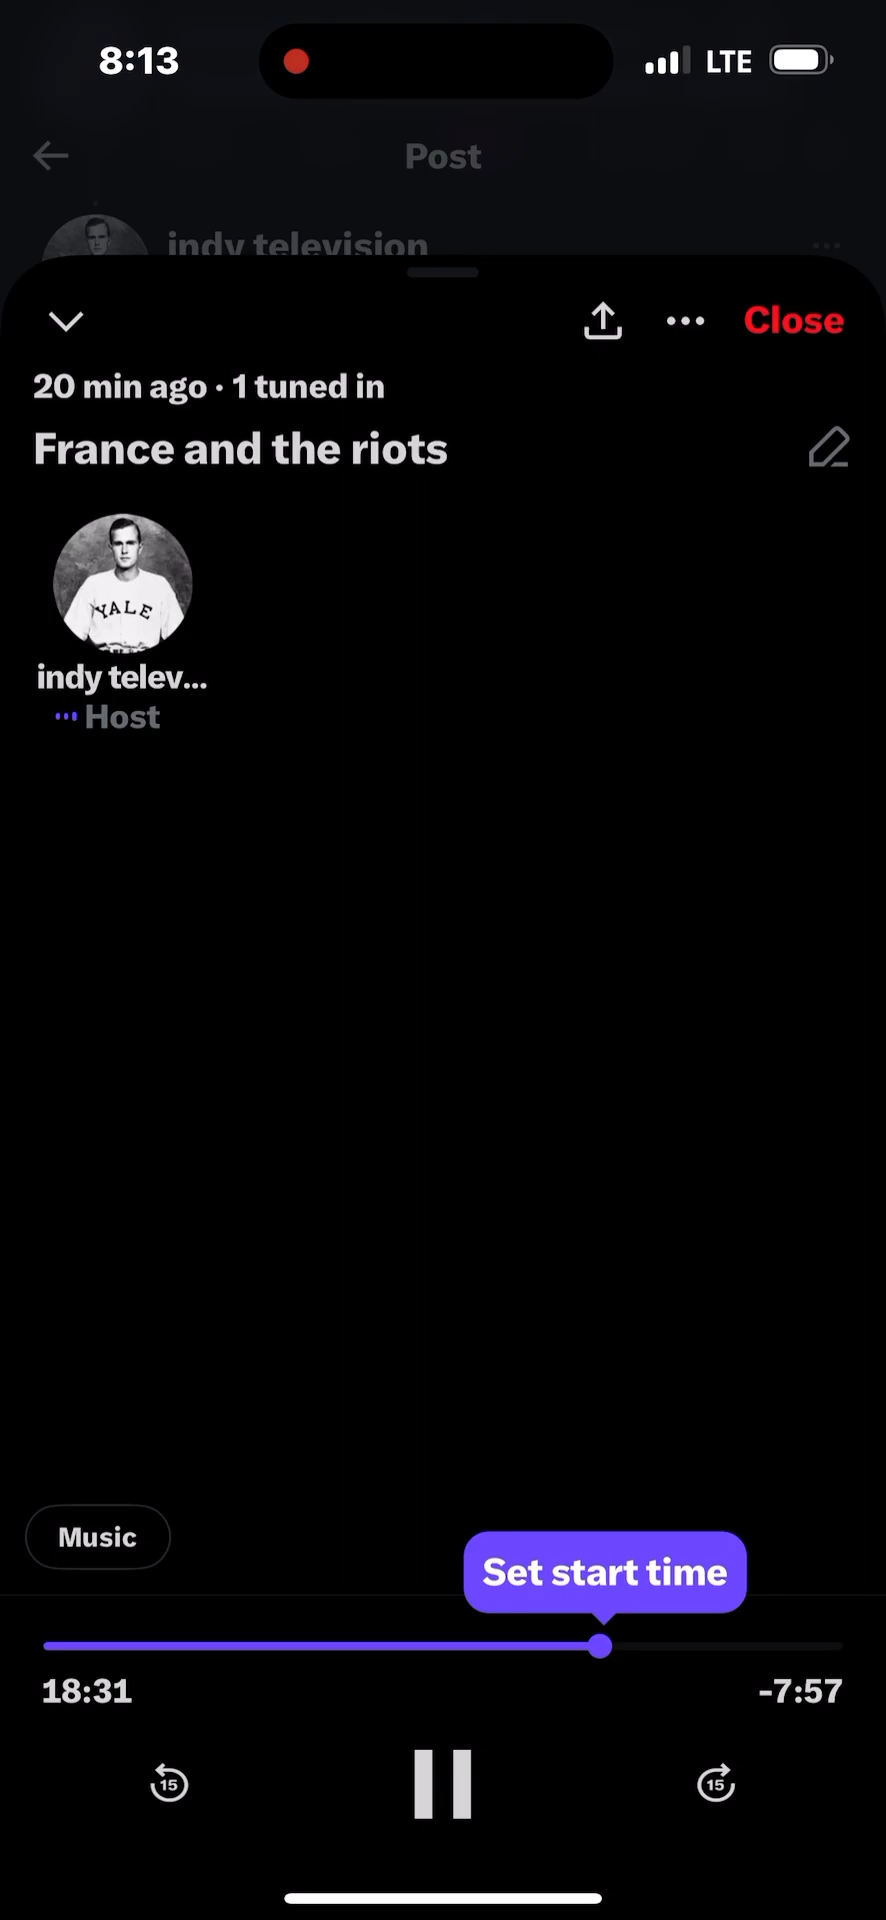 8:13
LTE
Post
indy television
Close
20 min ago · 1 tuned in
France and the riots
YALE
indy telev...
Host
Music
Set start time
18:31
-7:57
15
15